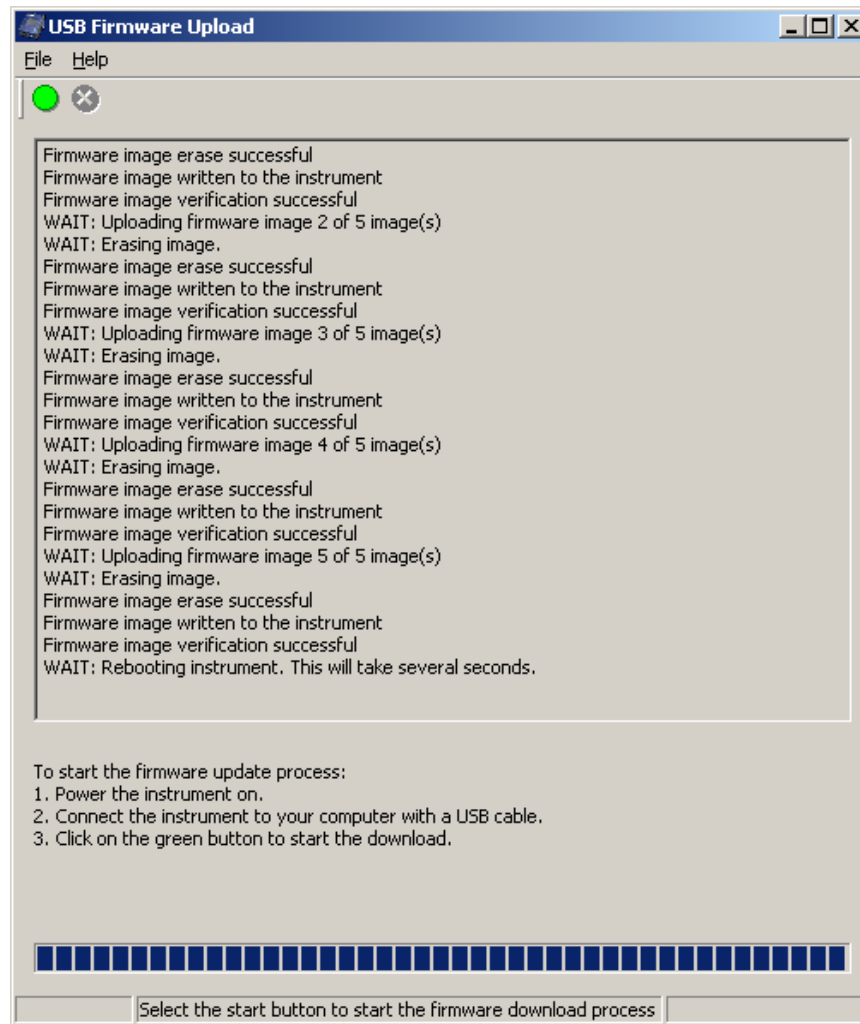 USB Firmware Upload
File Help
Firmware image erase successful
Firmware image written to the instrument
Firmware image verification successful
WAIT: Uploading firmware image 2 of 5 image(s)
WAIT: Erasing image.
Firmware image erase successful
Firmware image written to the instrument
Firmware image verification successful
WAIT: Uploading firmware image 3 of 5 image(s)
WAIT: Erasing image.
Firmware image erase successful
Firmware image written to the instrument
Firmware image verification successful
WAIT: Uploading firmware image 4 of 5 image(s)
WAIT: Erasing image.
Firmware image erase successful
Firmware image written to the instrument
Firmware image verification successful
WAIT: Uploading firmware image 5 of 5 image(s)
WAIT: Erasing image.
Firmware image erase successful
Firmware image written to the instrument
Firmware image verification successful
WAIT: Rebooting instrument. This will take several seconds.
To start the firmware update process:
1. Power the instrument on.
2. Connect the instrument to your computer with a USB cable.
3. Click on the green button to start the download.
Select the start button to start the firmware download process